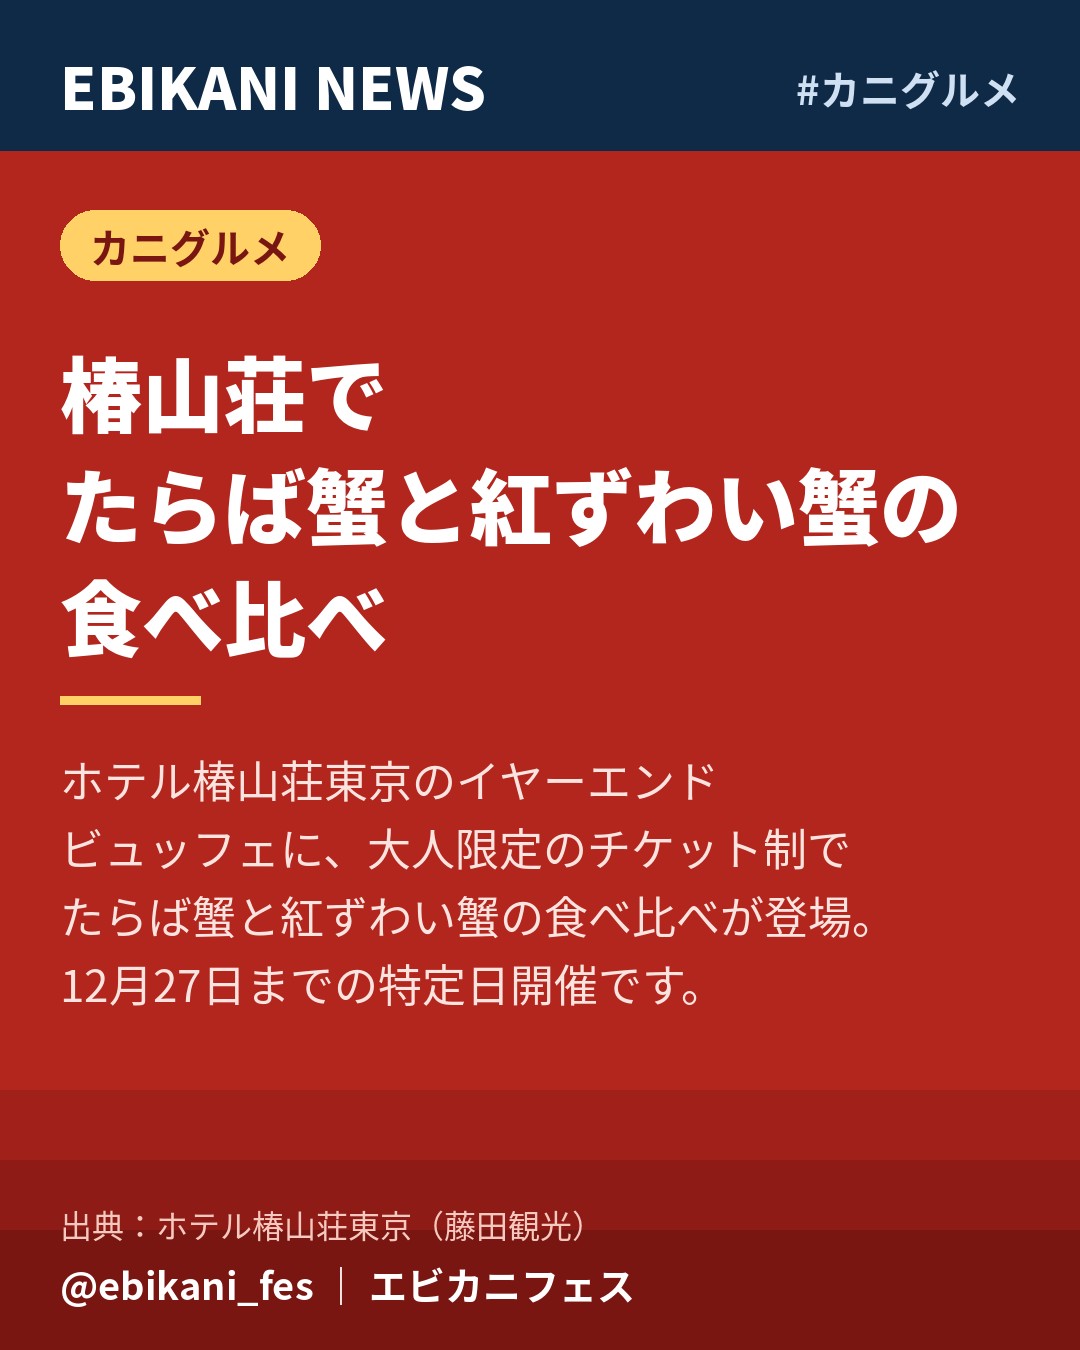 EBIKANI NEWS
#カニグルメ
カニグルメ
椿山荘で
たらば蟹と紅ずわい蟹の
食べ比べ
ホテル椿山荘東京のイヤーエンド
ビュッフェに、大人限定のチケット制で
たらば蟹と紅ずわい蟹の食べ比べが登場。
12月27日までの特定日開催です。
出典：ホテル椿山荘東京（藤田観光）
@ebikani_fes ｜ エビカニフェス